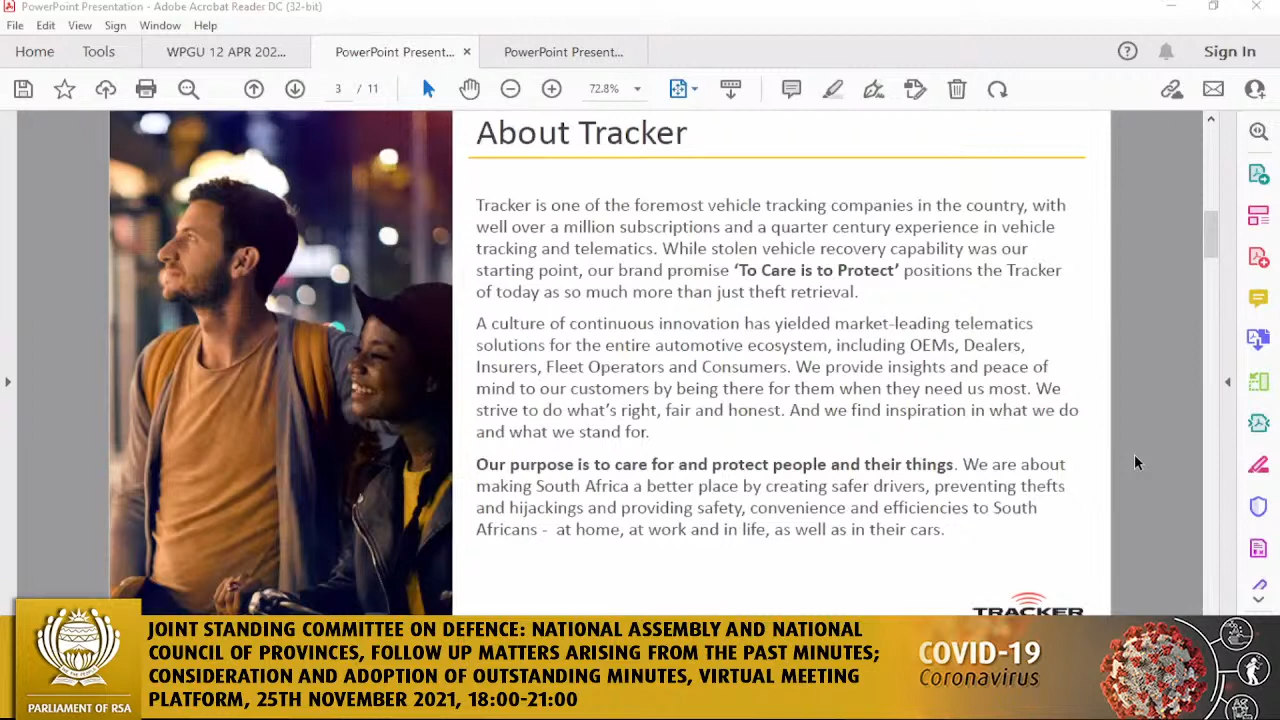 PowerPoint Presentation - Adobe Acrobat Reader DC (32-bit)
File Edit View Sign Window Help
Home Tools WPGU 12 APR 202... PowerPoint Present... × PowerPoint Present... Sign In
3 / 11 72.8%
About Tracker
Tracker is one of the foremost vehicle tracking companies in the country, with
well over a million subscriptions and a quarter century experience in vehicle
tracking and telematics. While stolen vehicle recovery capability was our
starting point, our brand promise ‘To Care is to Protect’ positions the Tracker
of today as so much more than just theft retrieval.
A culture of continuous innovation has yielded market-leading telematics
solutions for the entire automotive ecosystem, including OEMs, Dealers,
Insurers, Fleet Operators and Consumers. We provide insights and peace of
mind to our customers by being there for them when they need us most. We
strive to do what’s right, fair and honest. And we find inspiration in what we do
and what we stand for.
Our purpose is to care for and protect people and their things. We are about
making South Africa a better place by creating safer drivers, preventing thefts
and hijackings and providing safety, convenience and efficiencies to South
Africans - at home, at work and in life, as well as in their cars.
TRACKER
JOINT STANDING COMMITTEE ON DEFENCE: NATIONAL ASSEMBLY AND NATIONAL
COUNCIL OF PROVINCES, FOLLOW UP MATTERS ARISING FROM THE PAST MINUTES;
CONSIDERATION AND ADOPTION OF OUTSTANDING MINUTES, VIRTUAL MEETING
PLATFORM, 25TH NOVEMBER 2021, 18:00-21:00
PARLIAMENT OF RSA
COVID-19
Coronavirus